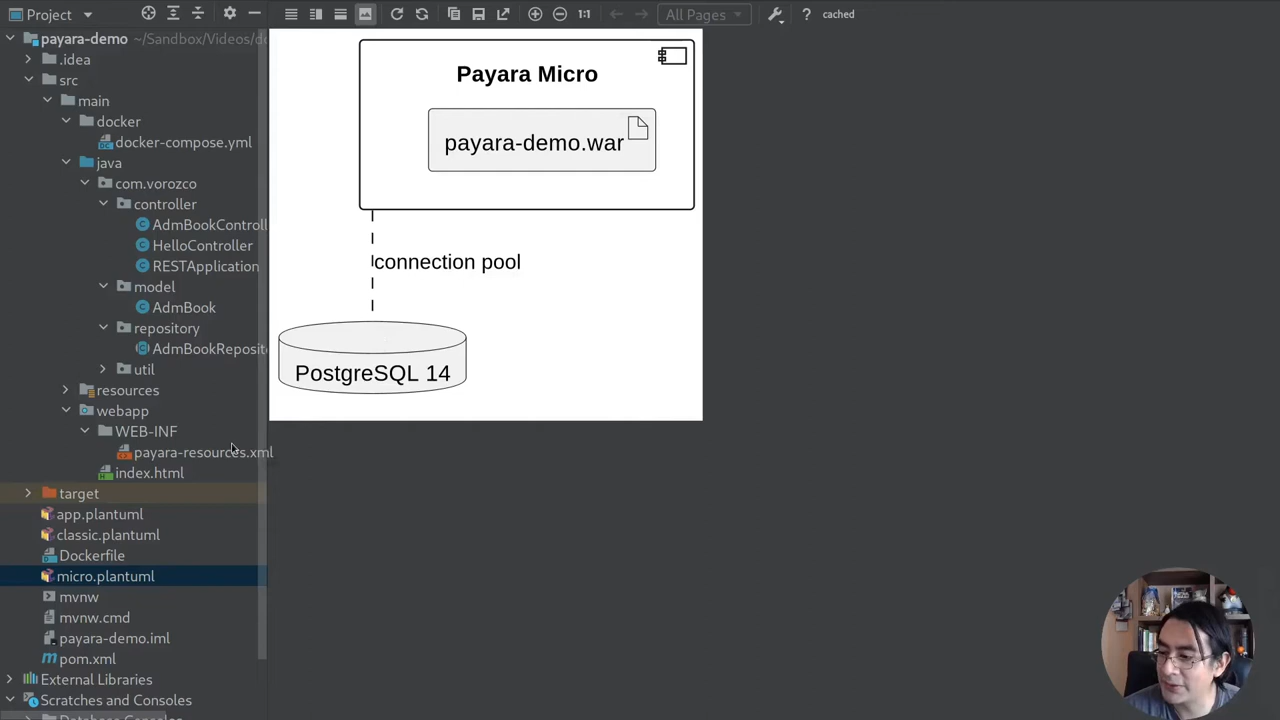 Project
All Pages
1:1
?
cached
payara-demo ~/Sandbox/Videos/de
.idea
src
main
docker
docker-compose.yml
java
com.vorozco
controller
AdmBookControll
HelloController
RESTApplication
model
AdmBook
repository
AdmBookReposit
util
resources
webapp
WEB-INF
payara-resources.xml
index.html
target
app.plantuml
classic.plantuml
Dockerfile
micro.plantuml
mvnw
mvnw.cmd
payara-demo.iml
pom.xml
External Libraries
Scratches and Consoles
Database Consoles
Payara Micro
payara-demo.war
connection pool
PostgreSQL 14